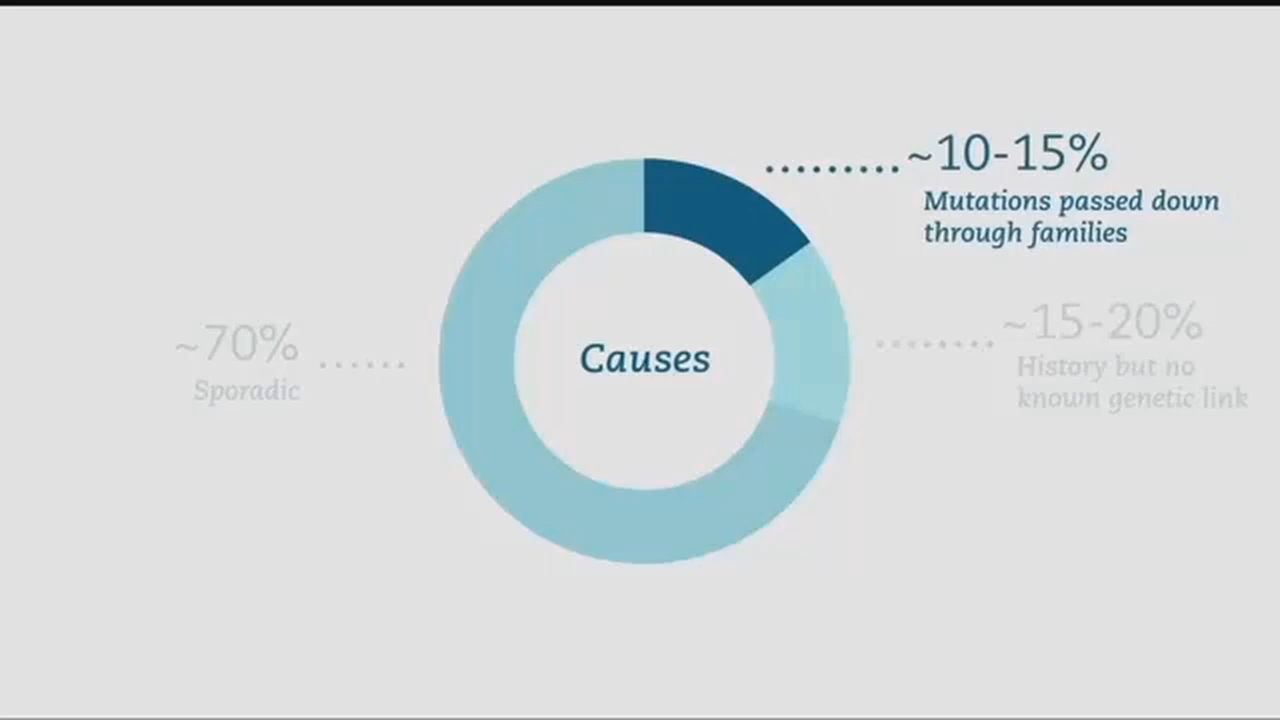 ~10-15%
Mutations passed down
through families
~15-20%
History but no
known genetic link
~70%
Sporadic
Causes